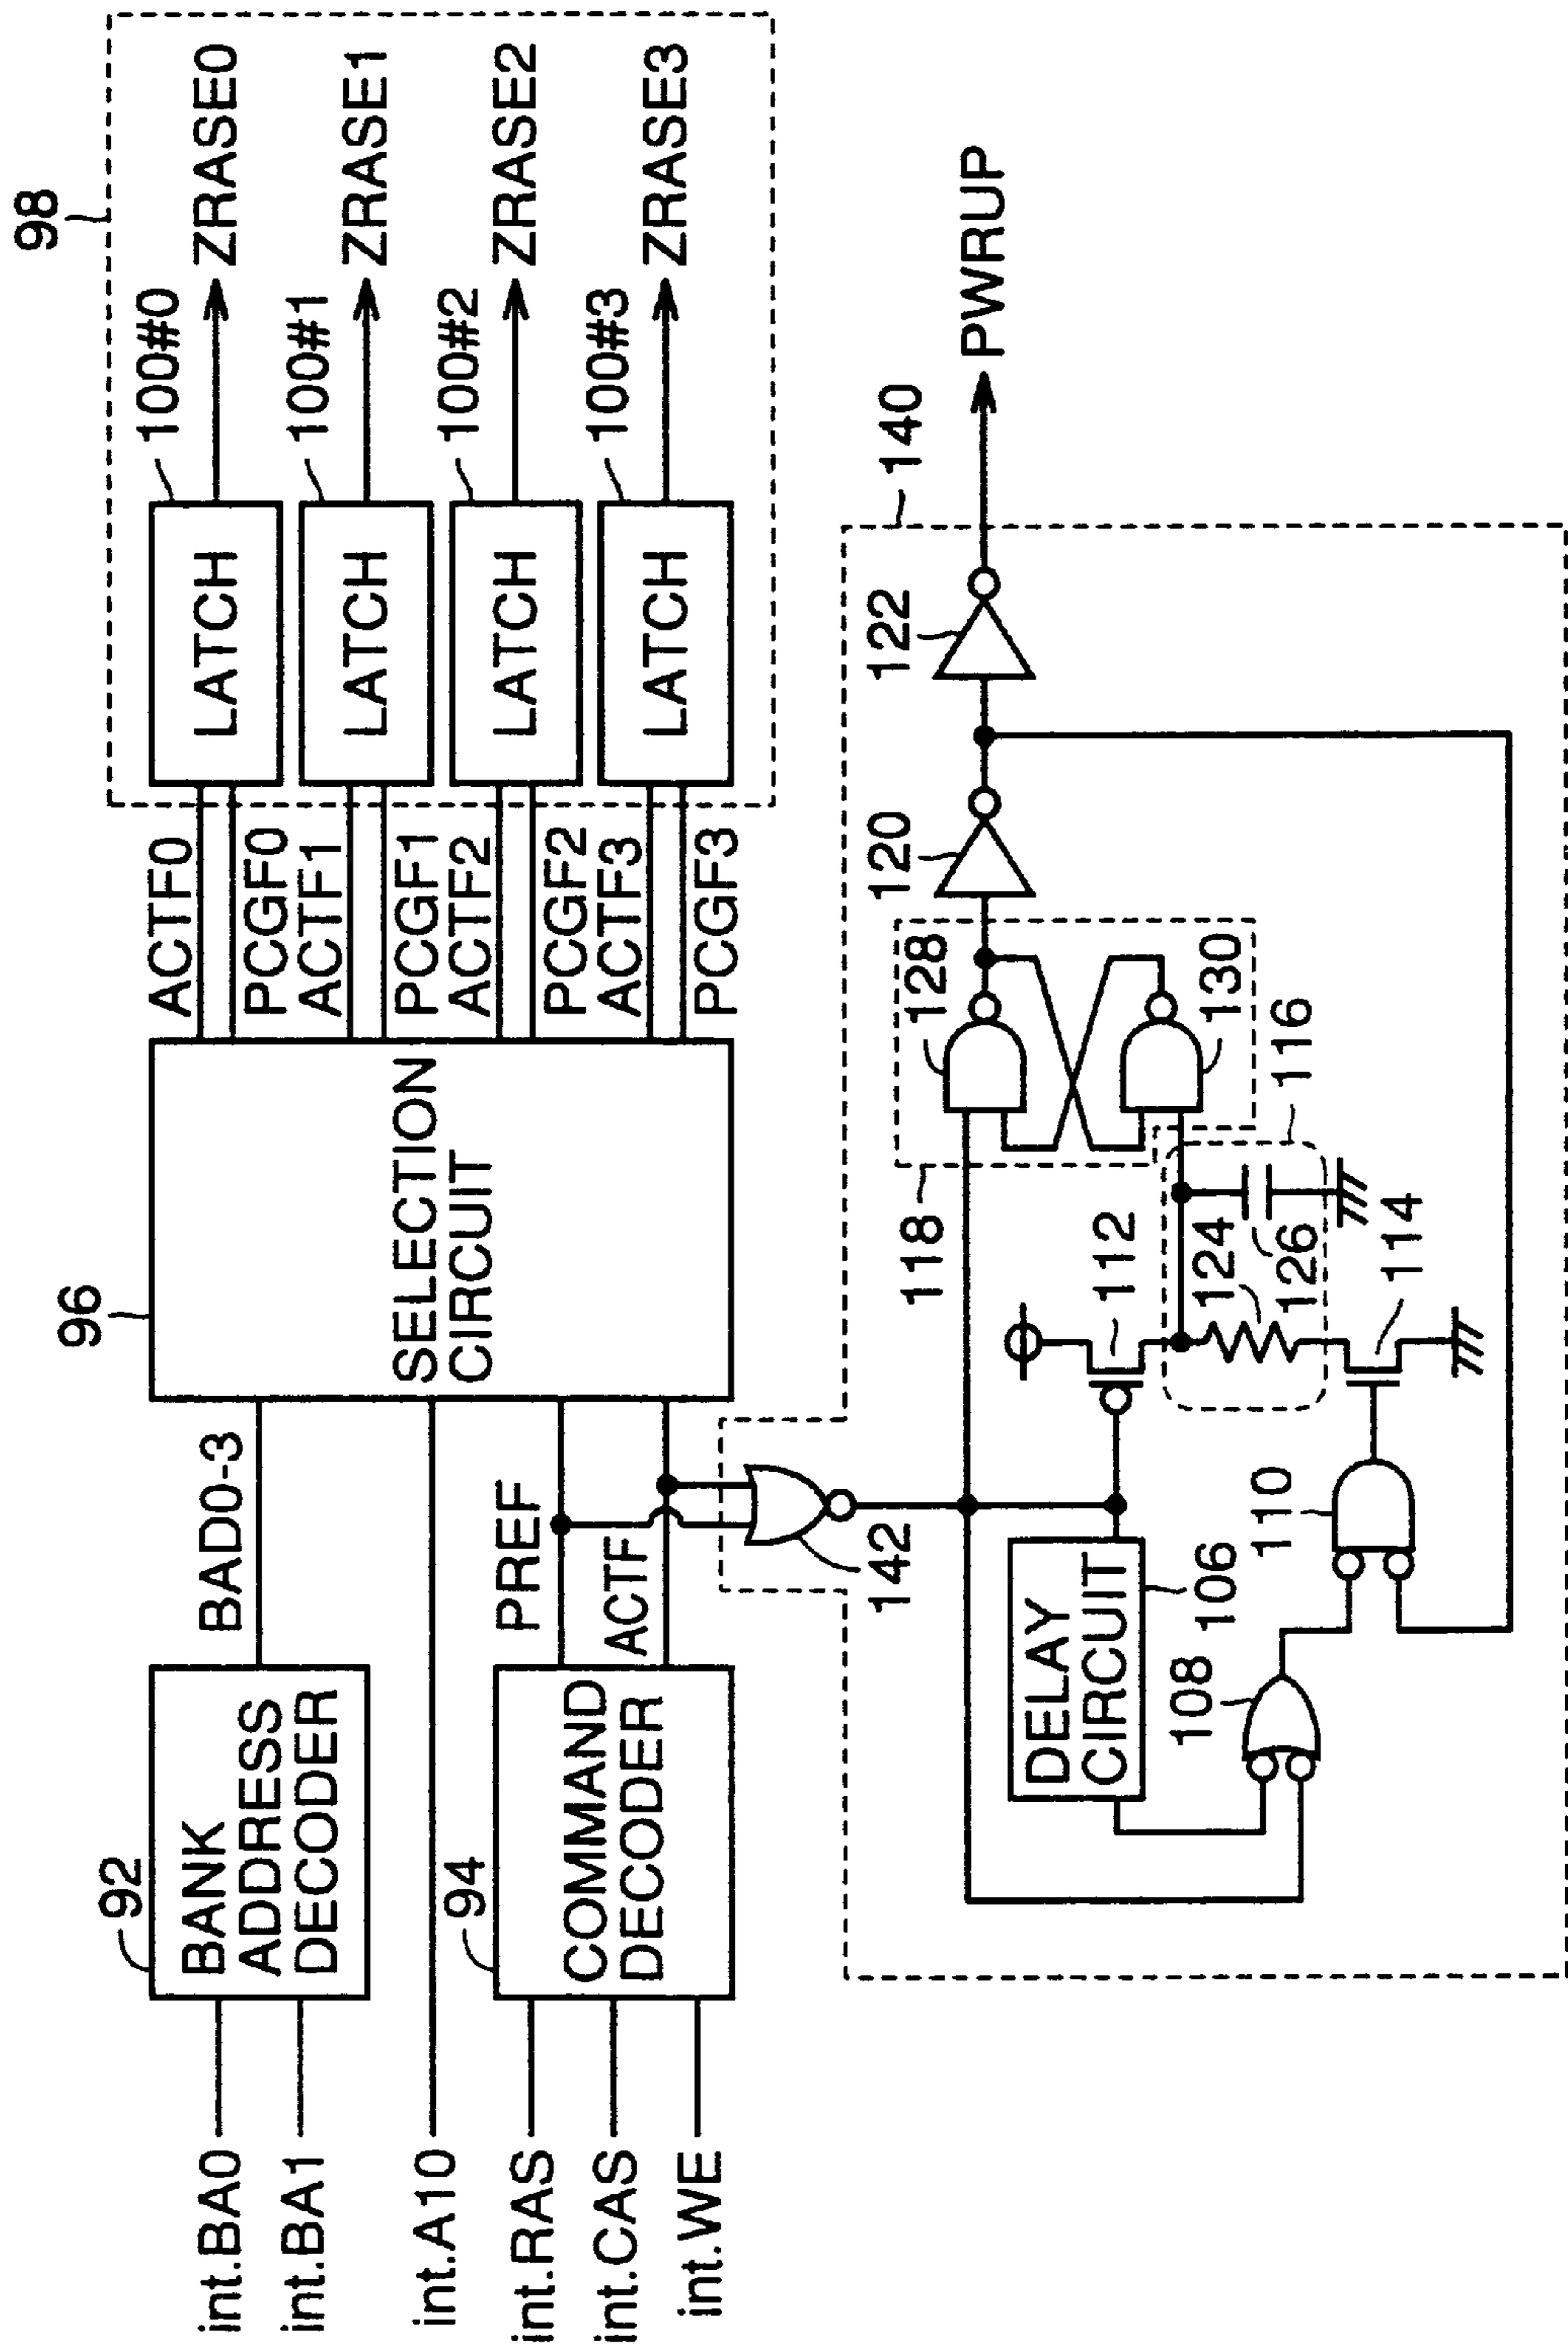 98
100#0
ZRASE0
100#1
ZRASE1
100#2
ZRASE2
100#3
ZRASE3
LATCH
LATCH
LATCH
LATCH
ACTF0
PCGF0
ACTF1
PCGF1
ACTF2
PCGF2
ACTF3
PCGF3
96
SELECTION
CIRCUIT
BAD0-3
PREF
ACTF
92
BANK
ADDRESS
DECODER
94
COMMAND
DECODER
int.BA0
int.BA1
int.A10
int.RAS
int.CAS
int.WE
142
140
PWRUP
122
120
128
130
118
116
112
124
126
114
110
DELAY
CIRCUIT
106
108